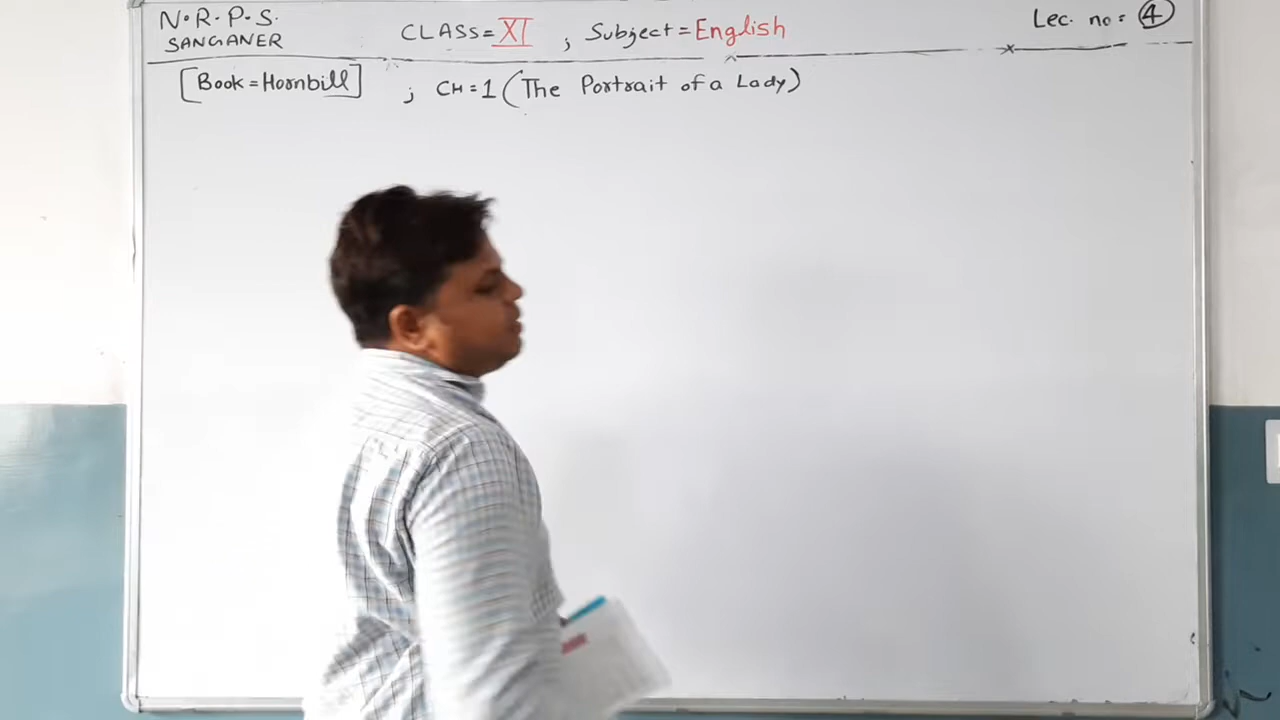 N.R.P.S. CLASS = XI ; Subject = English Lec. no = 4
SANGANER
[Book = Hornbill] ; CH = 1 (The Portrait of a Lady)